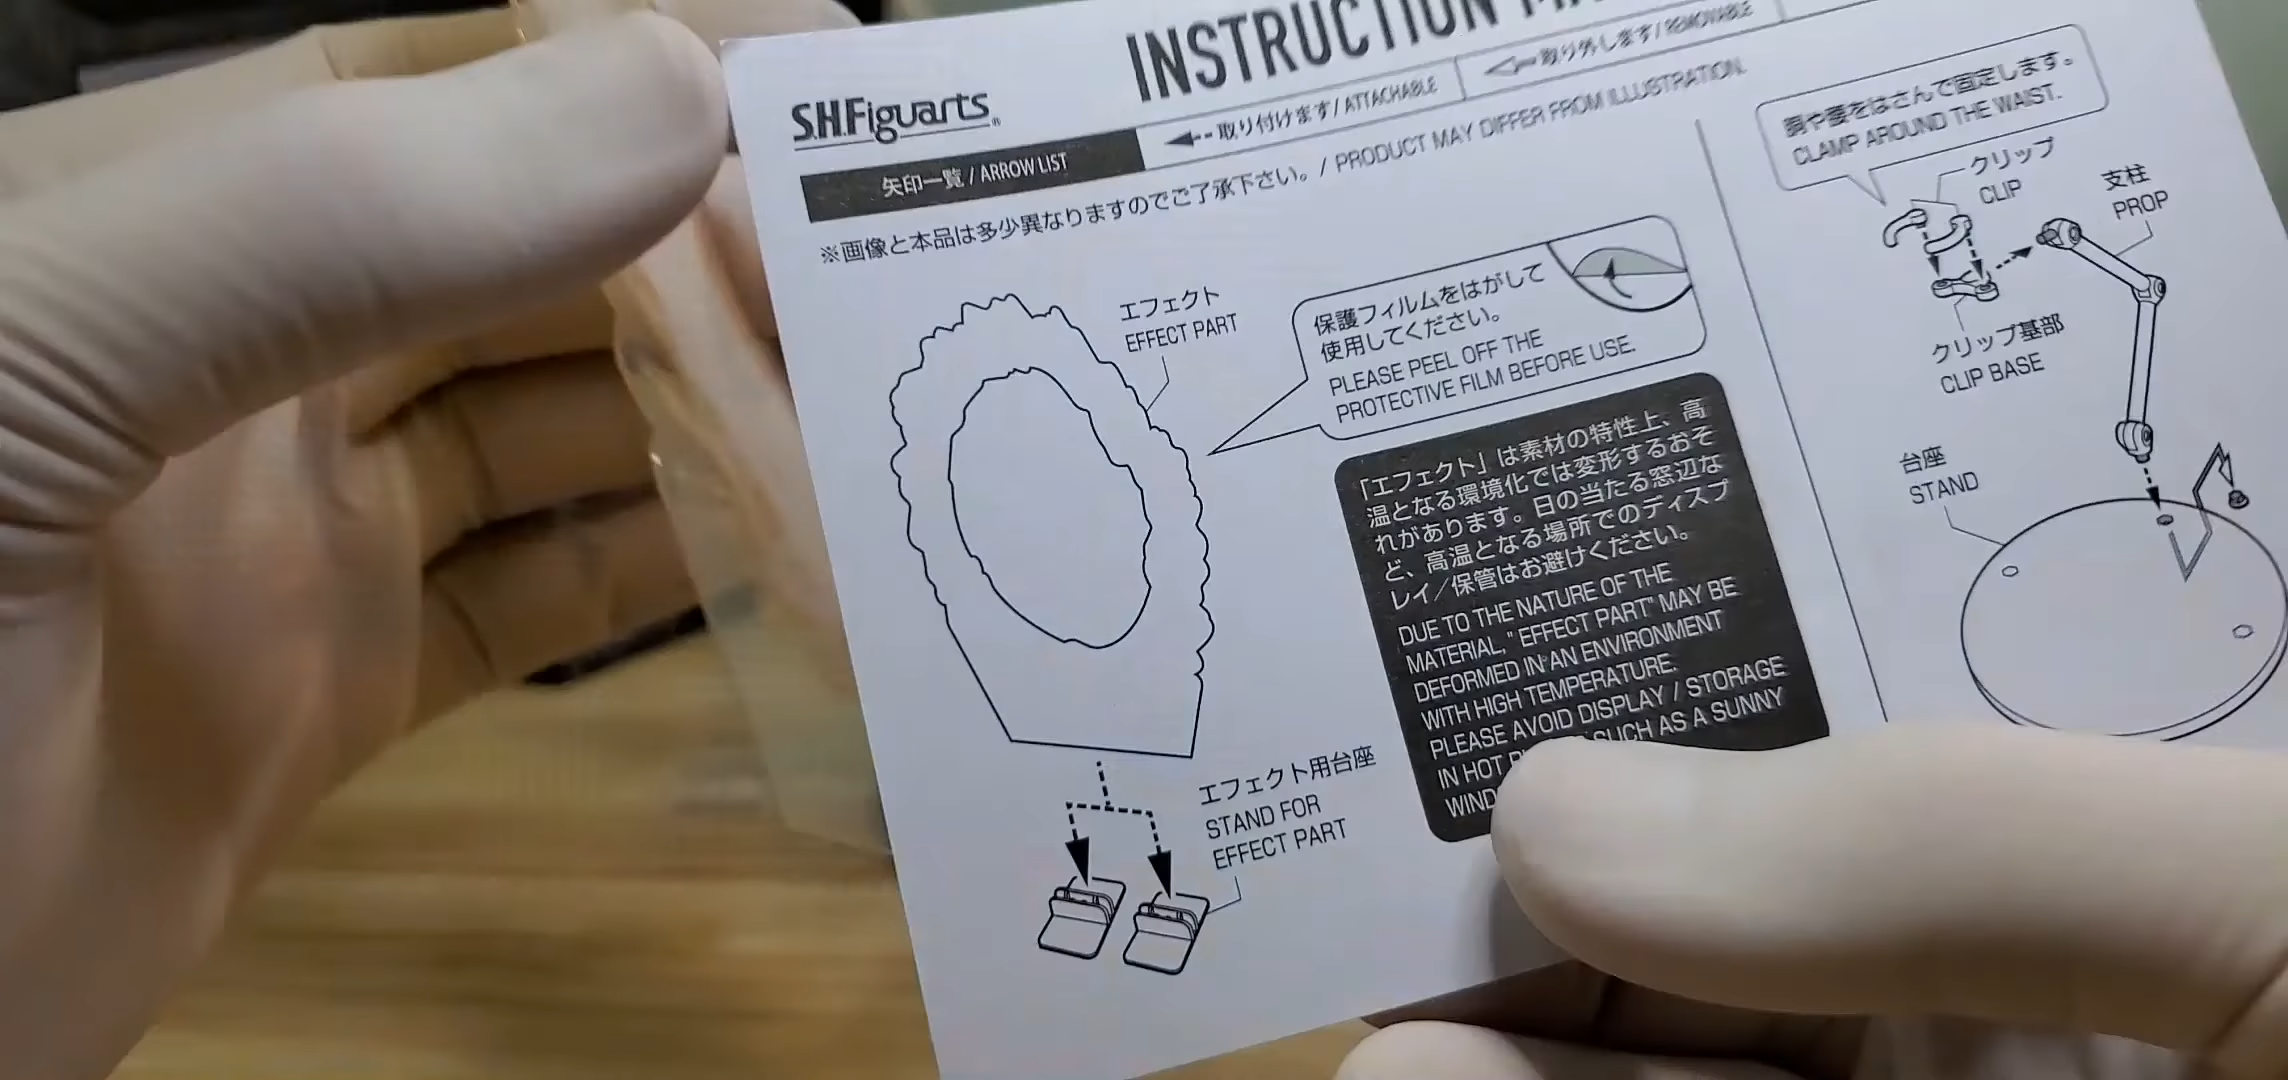 INSTRUCTION
S.H.Figuarts®
矢印一覧 / ARROW LIST
取り付けます / ATTACHABLE
取り外します / REMOVABLE
※画像と本品は多少異なりますのでご了承下さい。/ PRODUCT MAY DIFFER FROM ILLUSTRATION.
エフェクト
EFFECT PART
保護フィルムをはがして
使用してください。
PLEASE PEEL OFF THE
PROTECTIVE FILM BEFORE USE.
「エフェクト」は素材の特性上、高
温となる環境化では変形するおそ
れがあります。日の当たる窓辺な
ど、高温となる場所でのディスプ
レイ/保管はお避けください。
DUE TO THE NATURE OF THE
MATERIAL," EFFECT PART" MAY BE
DEFORMED IN AN ENVIRONMENT
WITH HIGH TEMPERATURE.
PLEASE AVOID DISPLAY / STORAGE
IN HOT SUCH AS A SUNNY
エフェクト用台座
STAND FOR
EFFECT PART
胴や腰をはさんで固定します。
CLAMP AROUND THE WAIST.
クリップ
CLIP
支柱
PROP
クリップ基部
CLIP BASE
台座
STAND